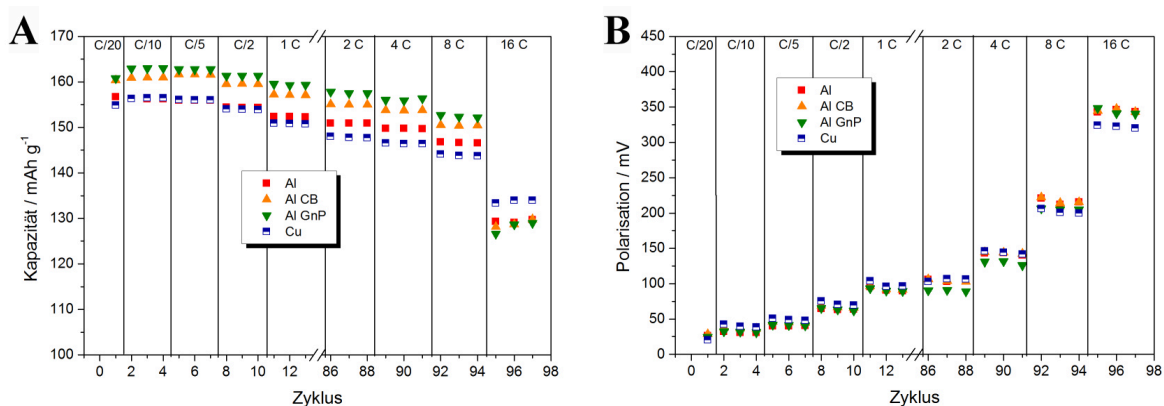 A
Kapazität / mAh g-1
170
160
150
140
130
120
110
100
C/20 C/10 C/5 C/2 1 C 2 C 4 C 8 C 16 C
Al
Al CB
Al GnP
Cu
0 2 4 6 8 10 12 86 88 90 92 94 96 98
Zyklus
B
Polarisation / mV
450
400
350
300
250
200
150
100
50
0
C/20 C/10 C/5 C/2 1 C 2 C 4 C 8 C 16 C
Al
Al CB
Al GnP
Cu
0 2 4 6 8 10 12 86 88 90 92 94 96 98
Zyklus